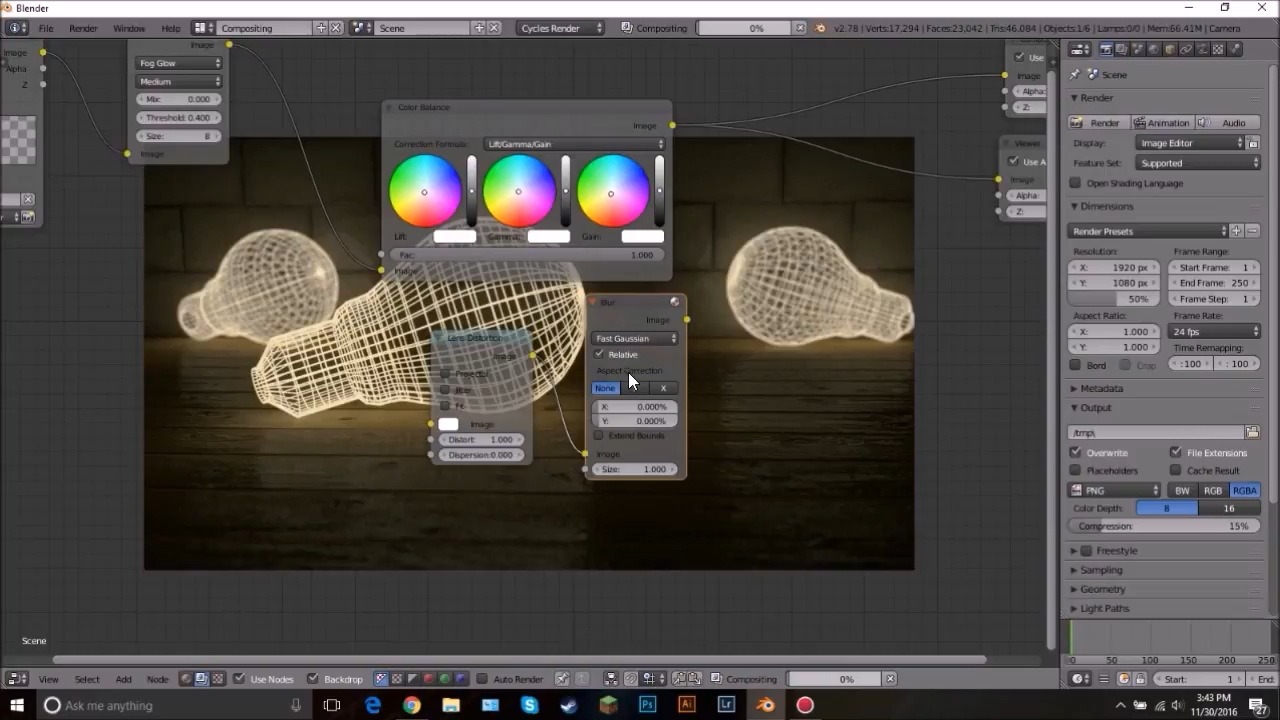 Blender
File Render Window Help Compositing Scene Cycles Render Compositing 0% v2.78 | Verts:17,294 | Faces:23,042 | Tris:46,084 | Objects:1/6 | Lamps:0/0 | Mem:66.41M | Camera
Image
Alpha
Z
Image
Fog Glow
Medium
Mix: 0.000
Threshold: 0.400
Size: 8
Image
Color Balance
Image
Correction Formula: Lift/Gamma/Gain
Lift: Gamma: Gain:
Fac: 1.000
Image
Lens Distortion
Image
Projector
Jitter
Fit
Image
Distort: 1.000
Dispersion:0.000
Blur
Image
Fast Gaussian
Relative
Aspect Correction
None X
X: 0.000%
Y: 0.000%
Extend Bounds
Image
Size: 1.000
Use
Image
Alpha:
Z:
Viewer
Use A
Image
Alpha:
Z:
Scene
Render
Render Animation Audio
Display: Image Editor
Feature Set: Supported
Open Shading Language
Dimensions
Render Presets
Resolution: Frame Range:
X: 1920 px Start Frame: 1
Y: 1080 px End Frame: 250
50% Frame Step: 1
Aspect Ratio: Frame Rate:
X: 1.000 24 fps
Y: 1.000 Time Remapping:
Bord Crop :100 :100
Metadata
Output
/tmp\
Overwrite File Extensions
Placeholders Cache Result
PNG BW RGB RGBA
Color Depth: 8 16
Compression: 15%
Freestyle
Sampling
Geometry
Light Paths
Scene
0 50 100 150 200 250
View Select Add Node Use Nodes Backdrop Auto Render Compositing 0% Start: 1 End:
Ask me anything
Ps Ai Lr
3:43 PM
11/30/2016
27